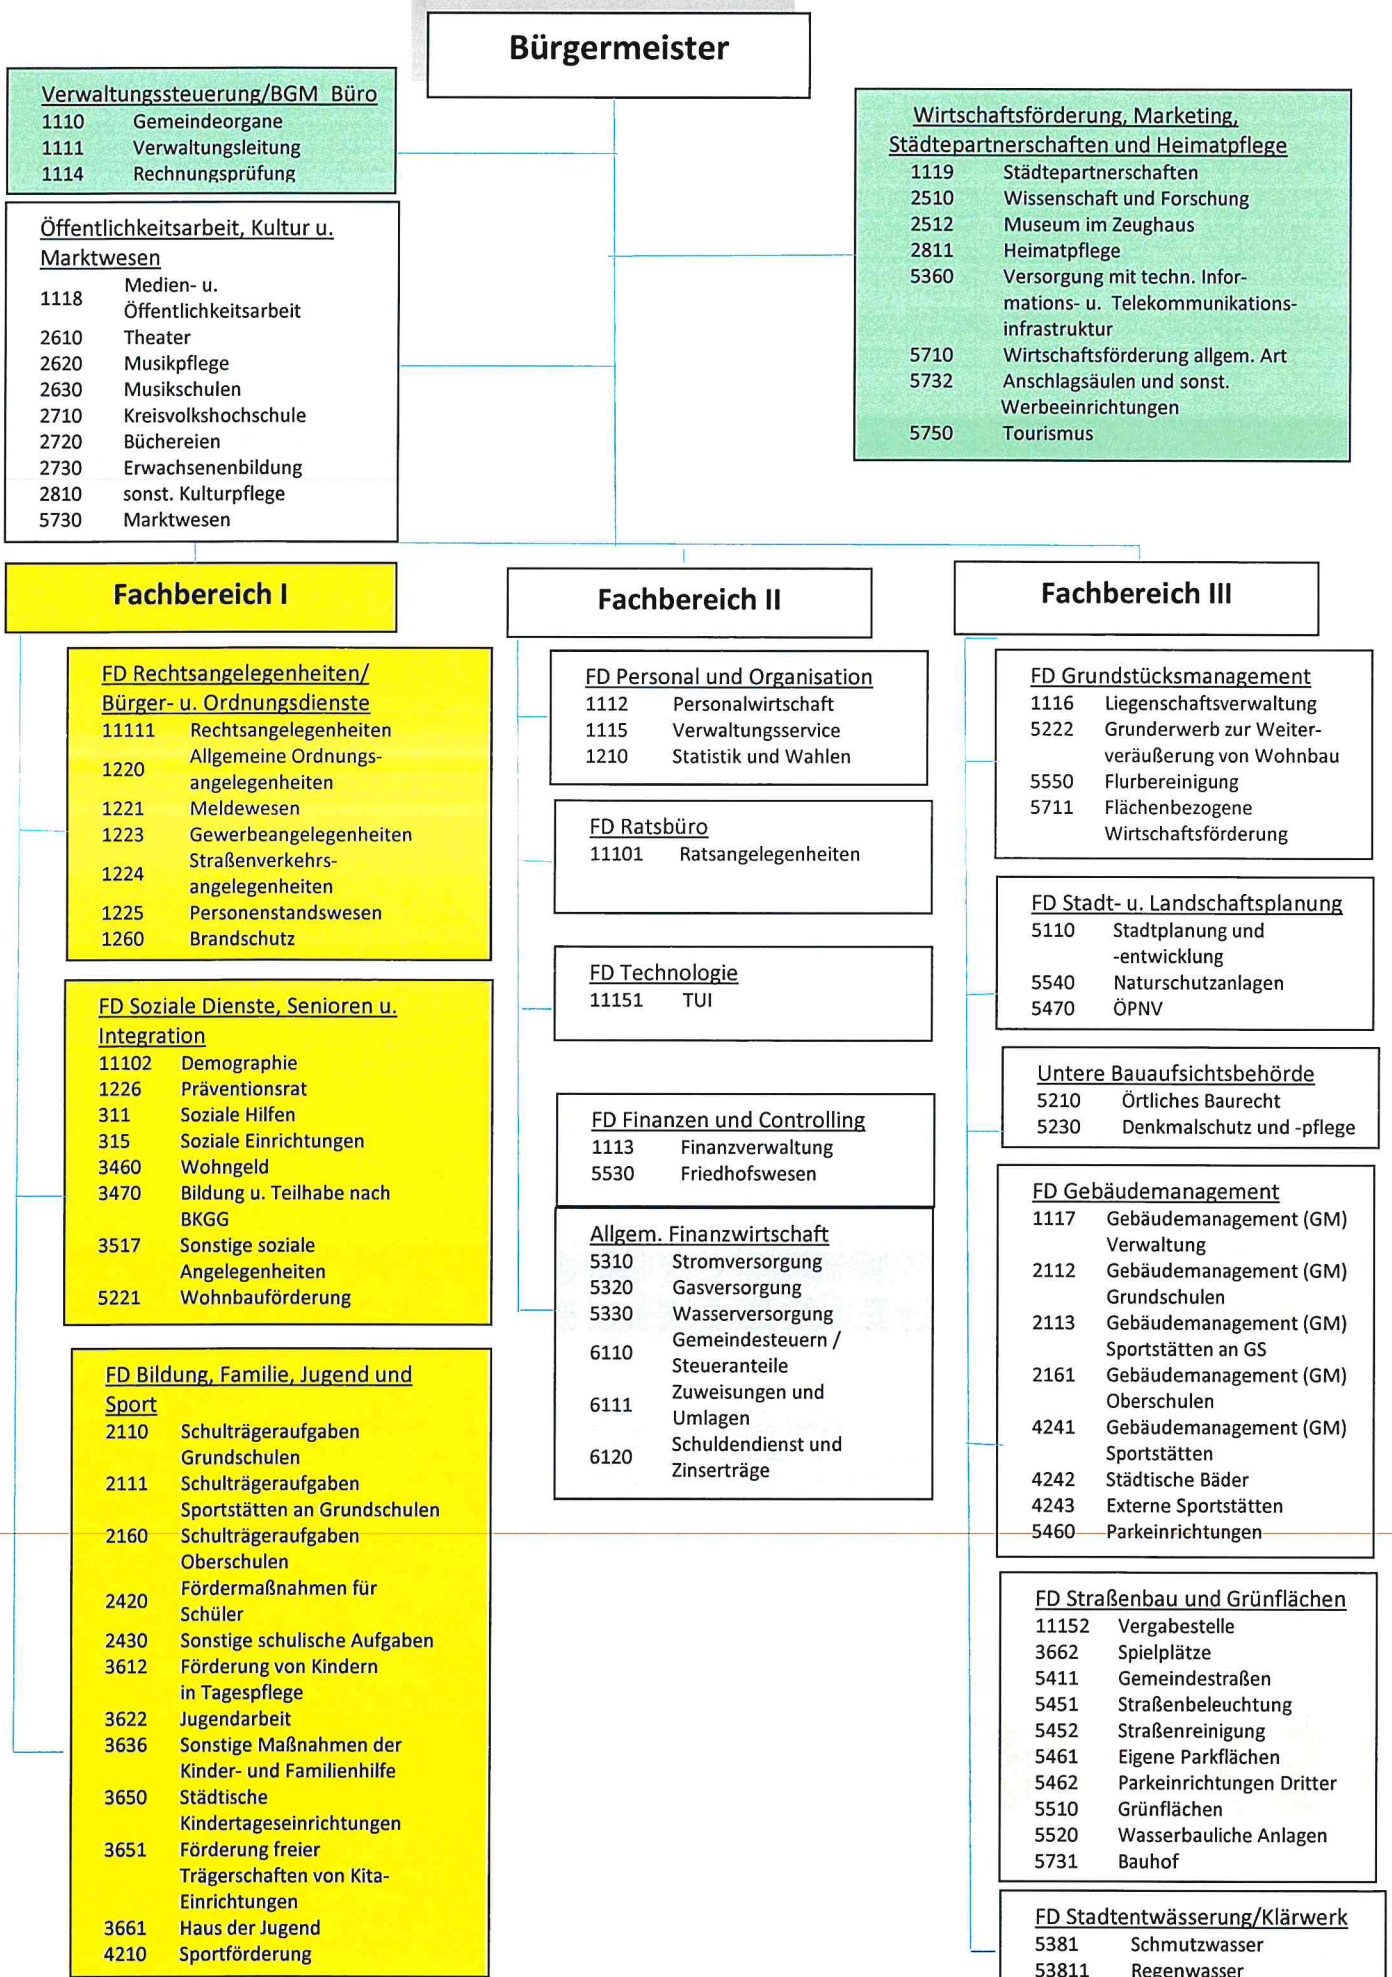 Bürgermeister
Verwaltungssteuerung/BGM Büro
1110 Gemeindeorgane
1111 Verwaltungsleitung
1114 Rechnungsprüfung
Öffentlichkeitsarbeit, Kultur u.
Marktwesen
1118 Medien- u.
Öffentlichkeitsarbeit
2610 Theater
2620 Musikpflege
2630 Musikschulen
2710 Kreisvolkshochschule
2720 Büchereien
2730 Erwachsenenbildung
2810 sonst. Kulturpflege
5730 Marktwesen
Wirtschaftsförderung, Marketing,
Städtepartnerschaften und Heimatpflege
1119 Städtepartnerschaften
2510 Wissenschaft und Forschung
2512 Museum im Zeughaus
2811 Heimatpflege
5360 Versorgung mit techn. Infor-
mations- u. Telekommunikations-
infrastruktur
5710 Wirtschaftsförderung allgem. Art
5732 Anschlagsäulen und sonst.
Werbeeinrichtungen
5750 Tourismus
Fachbereich I
FD Rechtsangelegenheiten/
Bürger- u. Ordnungsdienste
11111 Rechtsangelegenheiten
1220 Allgemeine Ordnungs-
angelegenheiten
1221 Meldewesen
1223 Gewerbeangelegenheiten
1224 Straßenverkehrs-
angelegenheiten
1225 Personenstandswesen
1260 Brandschutz
FD Soziale Dienste, Senioren u.
Integration
11102 Demographie
1226 Präventionsrat
311 Soziale Hilfen
315 Soziale Einrichtungen
3460 Wohngeld
3470 Bildung u. Teilhabe nach
BKGG
3517 Sonstige soziale
Angelegenheiten
5221 Wohnbauförderung
FD Bildung, Familie, Jugend und
Sport
2110 Schulträgeraufgaben
Grundschulen
2111 Schulträgeraufgaben
Sportstätten an Grundschulen
2160 Schulträgeraufgaben
Oberschulen
2420 Fördermaßnahmen für
Schüler
2430 Sonstige schulische Aufgaben
3612 Förderung von Kindern
in Tagespflege
3622 Jugendarbeit
3636 Sonstige Maßnahmen der
Kinder- und Familienhilfe
3650 Städtische
Kindertageseinrichtungen
3651 Förderung freier
Trägerschaften von Kita-
Einrichtungen
3661 Haus der Jugend
4210 Sportförderung
Fachbereich II
FD Personal und Organisation
1112 Personalwirtschaft
1115 Verwaltungsservice
1210 Statistik und Wahlen
FD Ratsbüro
11101 Ratsangelegenheiten
FD Technologie
11151 TUI
FD Finanzen und Controlling
1113 Finanzverwaltung
5530 Friedhofswesen
Allgem. Finanzwirtschaft
5310 Stromversorgung
5320 Gasversorgung
5330 Wasserversorgung
6110 Gemeindesteuern /
Steueranteile
6111 Zuweisungen und
Umlagen
6120 Schuldendienst und
Zinserträge
Fachbereich III
FD Grundstücksmanagement
1116 Liegenschaftsverwaltung
5222 Grunderwerb zur Weiter-
veräußerung von Wohnbau
5550 Flurbereinigung
5711 Flächenbezogene
Wirtschaftsförderung
FD Stadt- u. Landschaftsplanung
5110 Stadtplanung und
-entwicklung
5540 Naturschutzanlagen
5470 ÖPNV
Untere Bauaufsichtsbehörde
5210 Örtliches Baurecht
5230 Denkmalschutz und -pflege
FD Gebäudemanagement
1117 Gebäudemanagement (GM)
Verwaltung
2112 Gebäudemanagement (GM)
Grundschulen
2113 Gebäudemanagement (GM)
Sportstätten an GS
2161 Gebäudemanagement (GM)
Oberschulen
4241 Gebäudemanagement (GM)
Sportstätten
4242 Städtische Bäder
4243 Externe Sportstätten
5460 Parkeinrichtungen
FD Straßenbau und Grünflächen
11152 Vergabestelle
3662 Spielplätze
5411 Gemeindestraßen
5451 Straßenbeleuchtung
5452 Straßenreinigung
5461 Eigene Parkflächen
5462 Parkeinrichtungen Dritter
5510 Grünflächen
5520 Wasserbauliche Anlagen
5731 Bauhof
FD Stadtentwässerung/Klärwerk
5381 Schmutzwasser
53811 Regenwasser